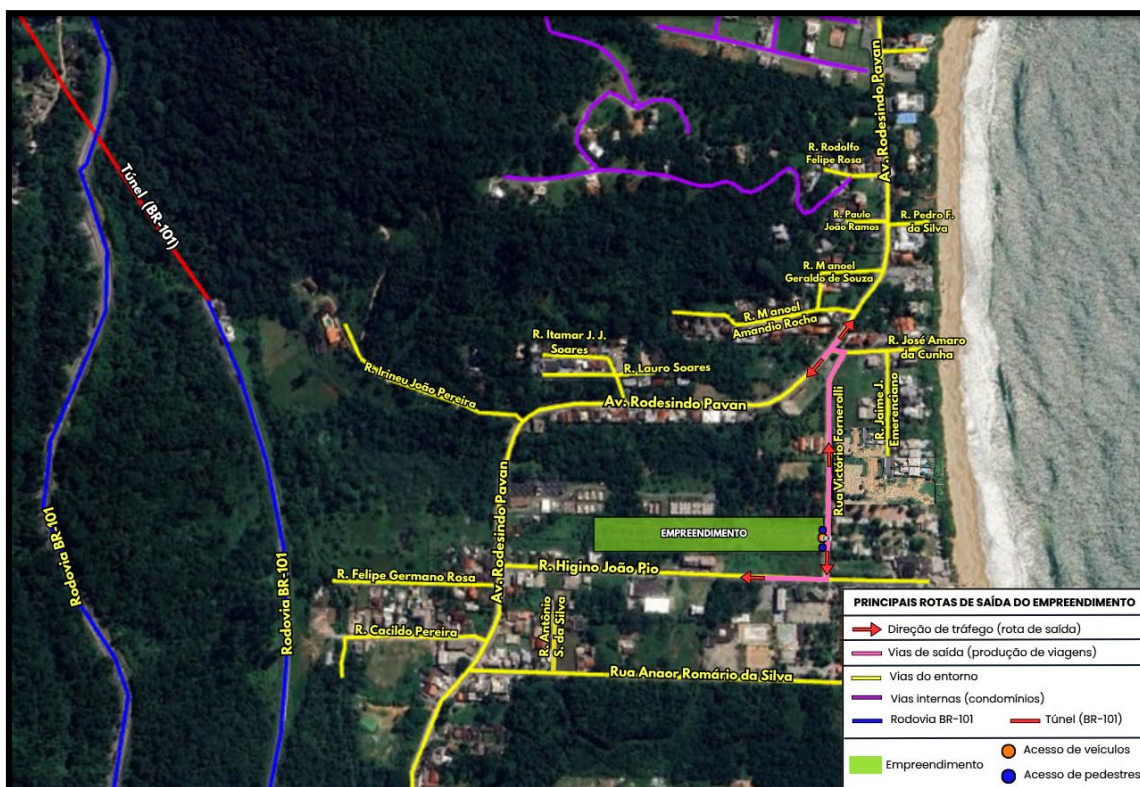 Av. Rodesindo Pavan
R. Rodolfo
Felipe Rosa
Túnel (BR-101)
R. Paulo
João Ramos
R. Pedro F.
da Silva
R. Manoel
Geraldo de Souza
R. Manoel
Amandio Rocha
R. Itamar J. J.
Soares
R. José Amaro
da Cunha
R. Lauro Soares
R. Irineu João Pereira
Av. Rodesindo Pavan
Rua Victório Fornerolli
R. Jaime J.
Emerenciano
Rodovia BR-101
Av. Rodesindo Pavan
EMPREENDIMENTO
R. Higino João Pio
R. Felipe Germano Rosa
Rodovia BR-101
R. Cacildo Pereira
R. Antônio
S. da Silva
Rua Anaor Romário da Silva
PRINCIPAIS ROTAS DE SAÍDA DO EMPREENDIMENTO
Direção de tráfego (rota de saída)
Vias de saída (produção de viagens)
Vias do entorno
Vias internas (condomínios)
Rodovia BR-101
Túnel (BR-101)
Empreendimento
Acesso de veículos
Acesso de pedestres